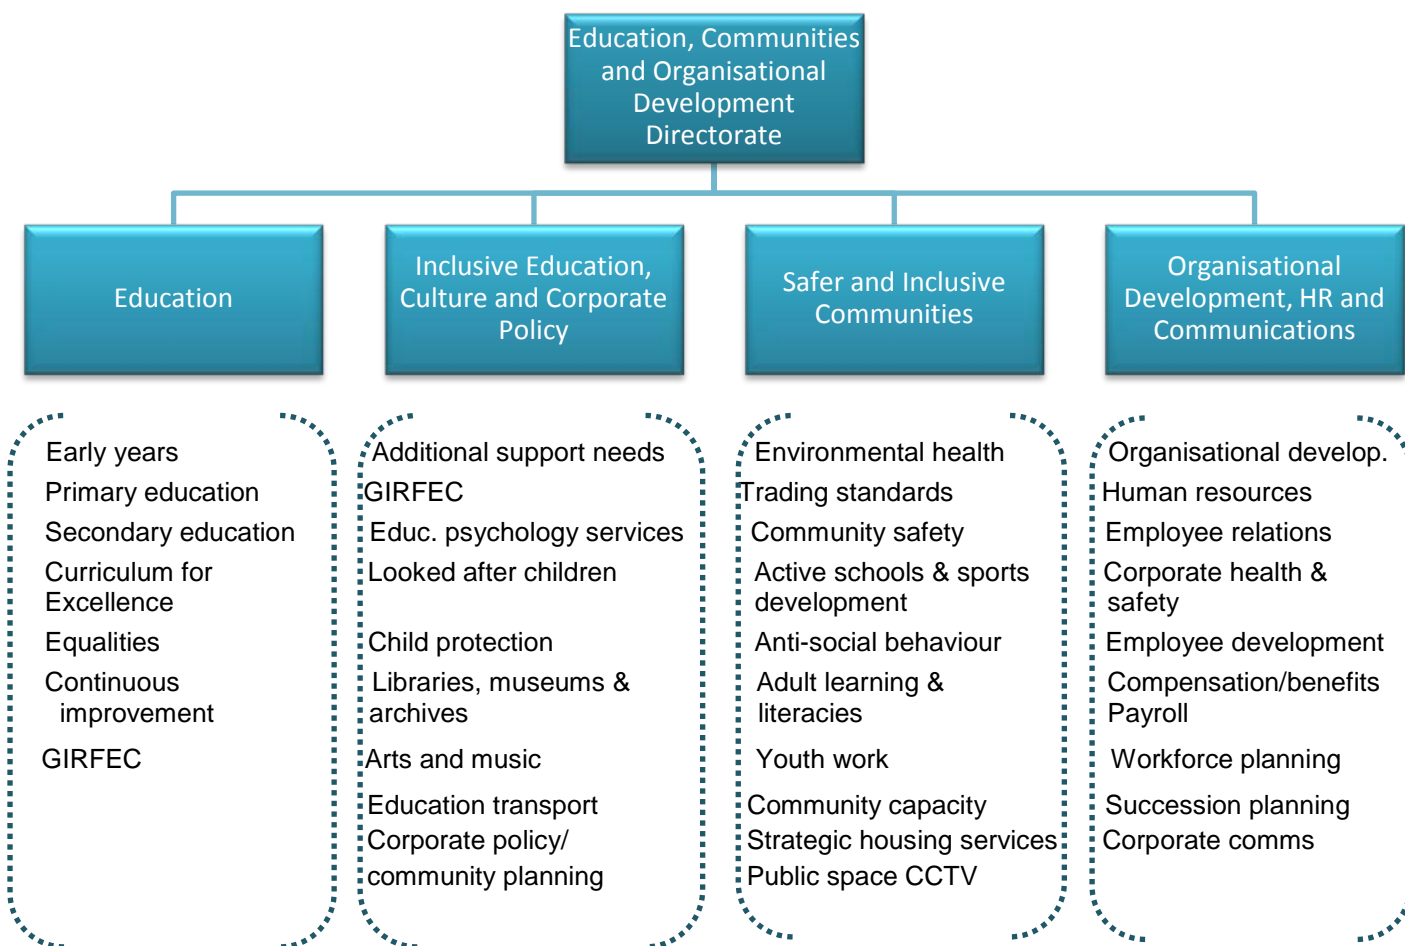 Education, Communities
and Organisational
Development
Directorate
Education
Inclusive Education,
Culture and Corporate
Policy
Safer and Inclusive
Communities
Organisational
Development, HR and
Communications
Early years
Primary education
Secondary education
Curriculum for
Excellence
Equalities
Continuous
improvement
GIRFEC
Additional support needs
GIRFEC
Educ. psychology services
Looked after children
Child protection
Libraries, museums &
archives
Arts and music
Education transport
Corporate policy/
community planning
Environmental health
Trading standards
Community safety
Active schools & sports
development
Anti-social behaviour
Adult learning &
literacies
Youth work
Community capacity
Strategic housing services
Public space CCTV
Organisational develop.
Human resources
Employee relations
Corporate health &
safety
Employee development
Compensation/benefits
Payroll
Workforce planning
Succession planning
Corporate comms